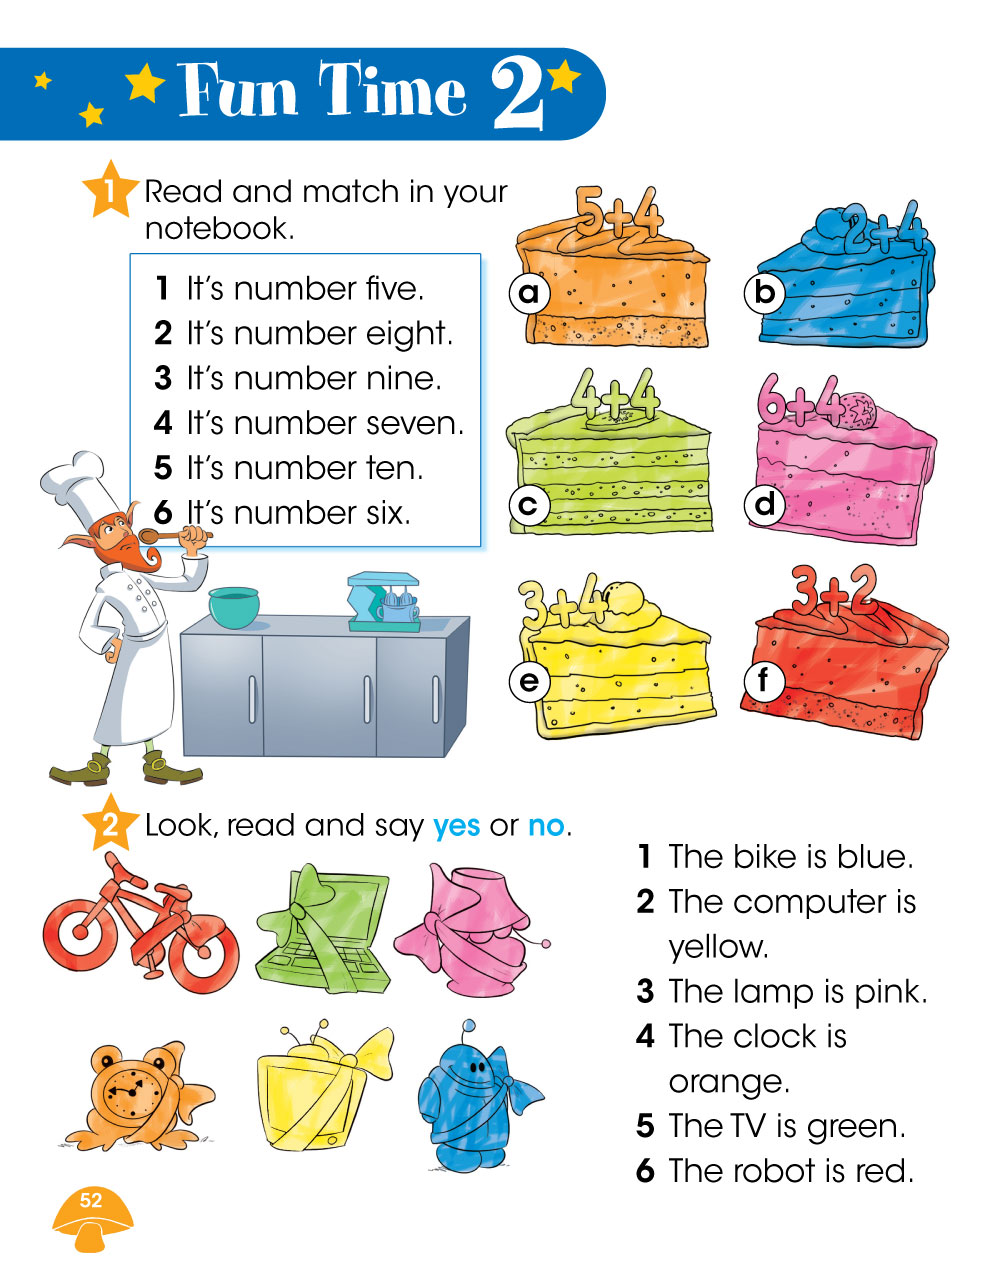 Fun Time 2
1 Read and match in your
notebook.
1 It's number five.
2 It's number eight.
3 It's number nine.
4 It's number seven.
5 It's number ten.
6 It's number six.
5+4
a
2+4
b
4+4
c
6+4
d
3+4
e
3+2
f
2 Look, read and say yes or no.
1 The bike is blue.
2 The computer is
yellow.
3 The lamp is pink.
4 The clock is
orange.
5 The TV is green.
6 The robot is red.
52